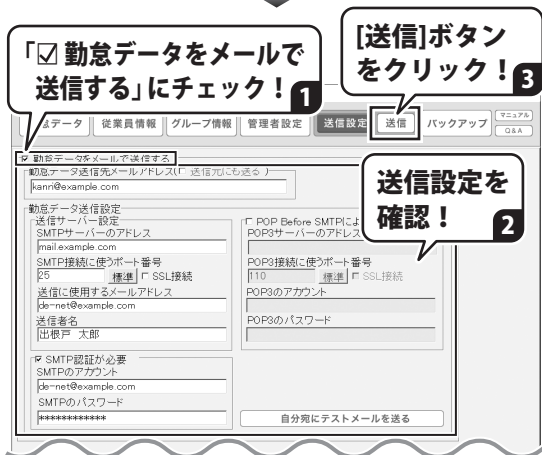 「☑ 勤怠データをメールで
送信する」にチェック！
1
[送信]ボタン
をクリック！
3
怠データ
従業員情報
グループ情報
管理者設定
送信設定
送信
バックアップ
マニュアル
Q&A
勤怠データをメールで送信する
勤怠データ送信先メールアドレス(□ 送信元にも送る )
kanri@example.com
送信設定を
確認！
2
勤怠データ送信設定
送信サーバー設定
SMTPサーバーのアドレス
mail.example.com
SMTP接続に使うポート番号
25
標準
SSL接続
送信に使用するメールアドレス
de-net@example.com
送信者名
出根戸 太郎
SMTP認証が必要
SMTPのアカウント
de-net@example.com
SMTPのパスワード
************
POP Before SMTPによ
POP3サーバーのアドレス
POP3接続に使うポート番号
110
標準
SSL接続
POP3のアカウント
POP3のパスワード
自分宛にテストメールを送る